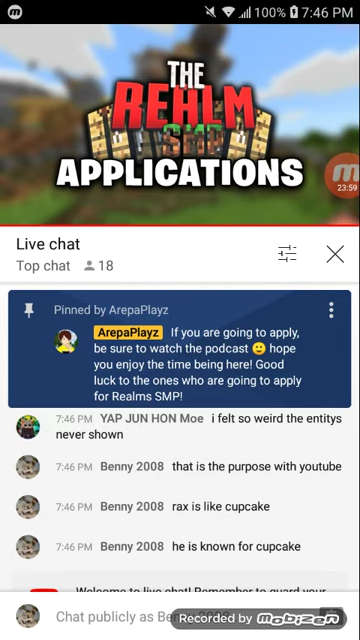 100% 7:46 PM
THE
REALM
SMP
APPLICATIONS
23:59
Live chat
Top chat 18
Pinned by ArepaPlayz
ArepaPlayz If you are going to apply,
be sure to watch the podcast 🙂 hope
you enjoy the time being here! Good
luck to the ones who are going to apply
for Realms SMP!
7:46 PM YAP JUN HON Moe i felt so weird the entitys
never shown
7:46 PM Benny 2008 that is the purpose with youtube
7:46 PM Benny 2008 rax is like cupcake
7:46 PM Benny 2008 he is known for cupcake
Welcome to live chat! Remember to guard your
Chat publicly as Benny 2008
Recorded by Mobizen